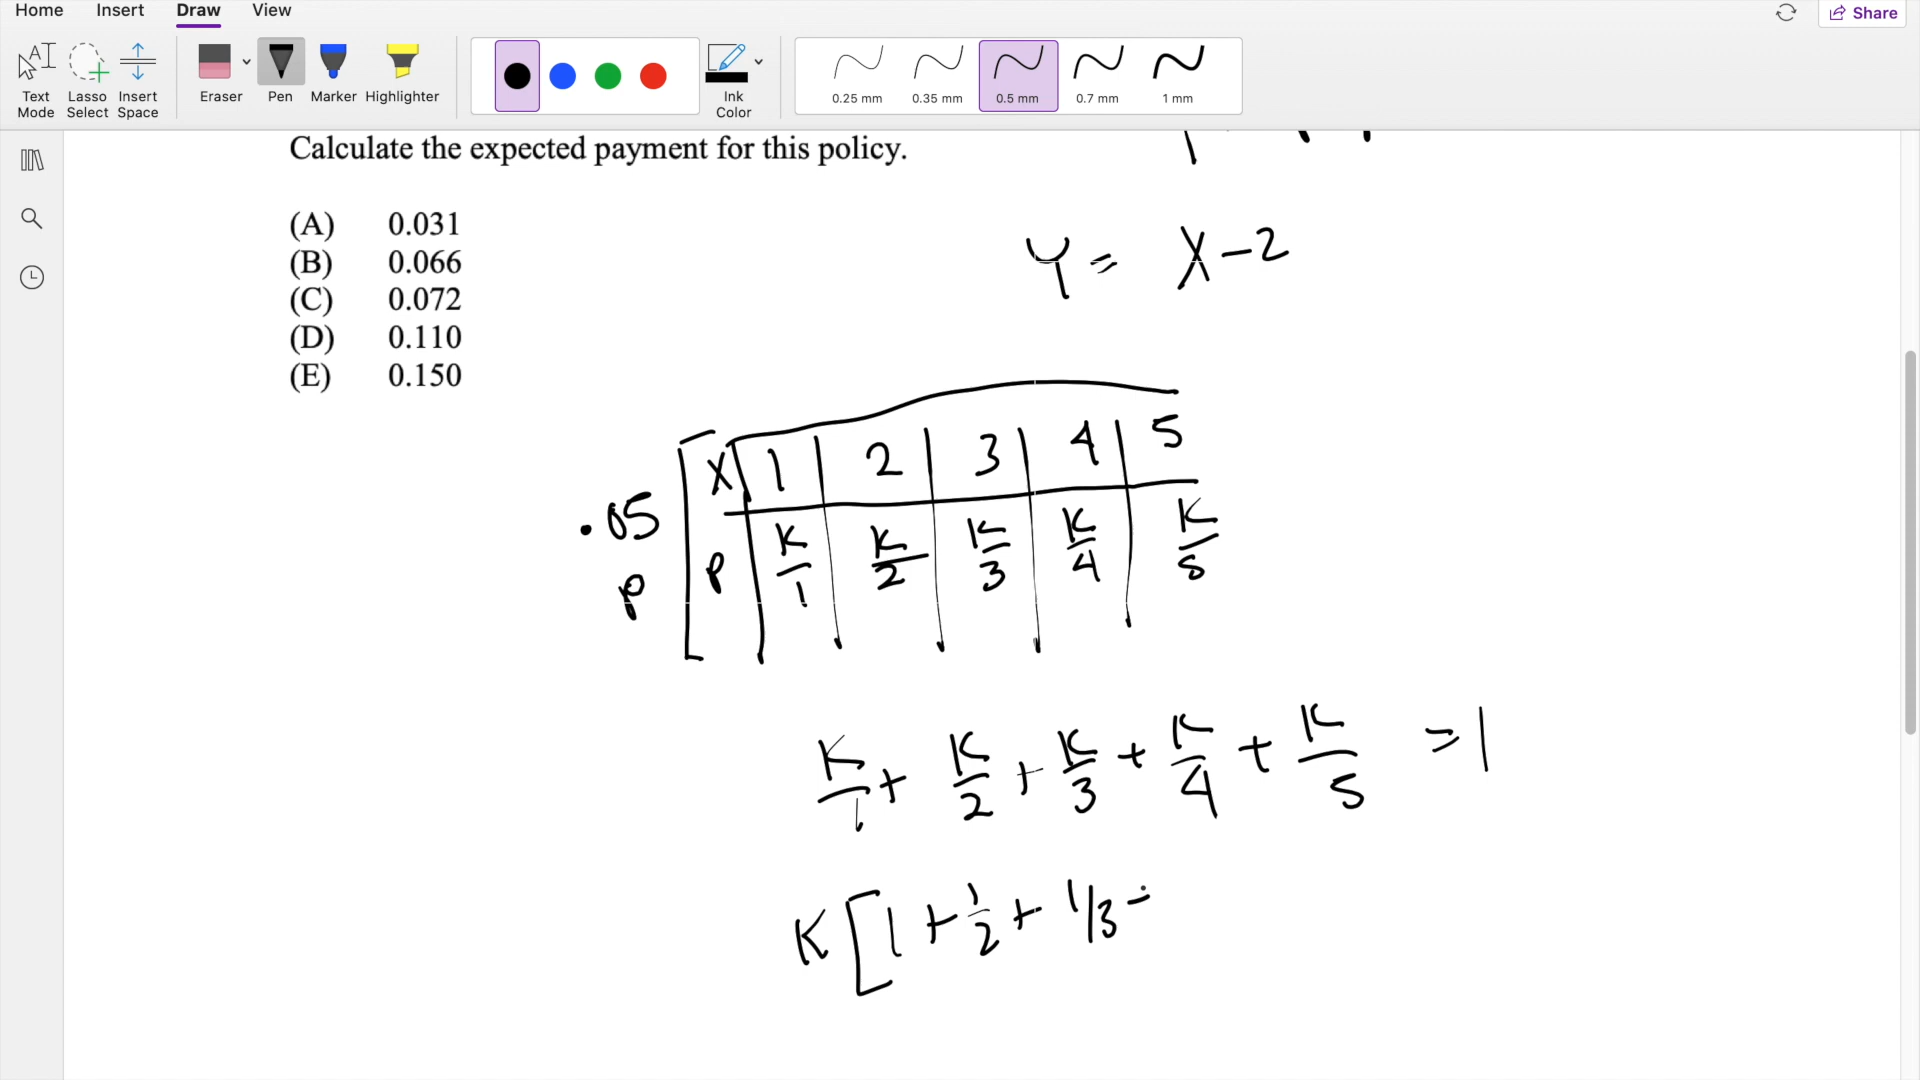 Home Insert Draw View Share
Text Mode Lasso Select Insert Space Eraser Pen Marker Highlighter Ink Color 0.25 mm 0.35 mm 0.5 mm 0.7 mm 1 mm
Calculate the expected payment for this policy.
(A) 0.031
(B) 0.066
(C) 0.072
(D) 0.110
(E) 0.150
Y = X-2
X 1 2 3 4 5
.05 P P K/1 K/2 K/3 K/4 K/5
K/1 + K/2 + K/3 + K/4 + K/5 = 1
K[1 + 1/2 + 1/3 -